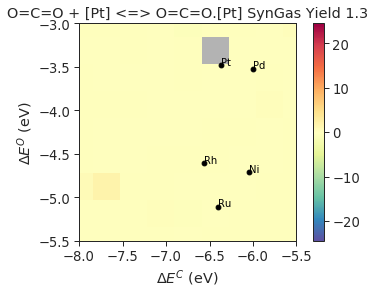 O=C=O + [Pt] <=> O=C=O.[Pt] SynGas Yield 1.3
−3.0
−3.5
−4.0
−4.5
−5.0
−5.5
ΔE^O (eV)
Pt
Pd
Rh
Ni
Ru
−8.0 −7.5 −7.0 −6.5 −6.0 −5.5
ΔE^C (eV)
20
10
0
−10
−20